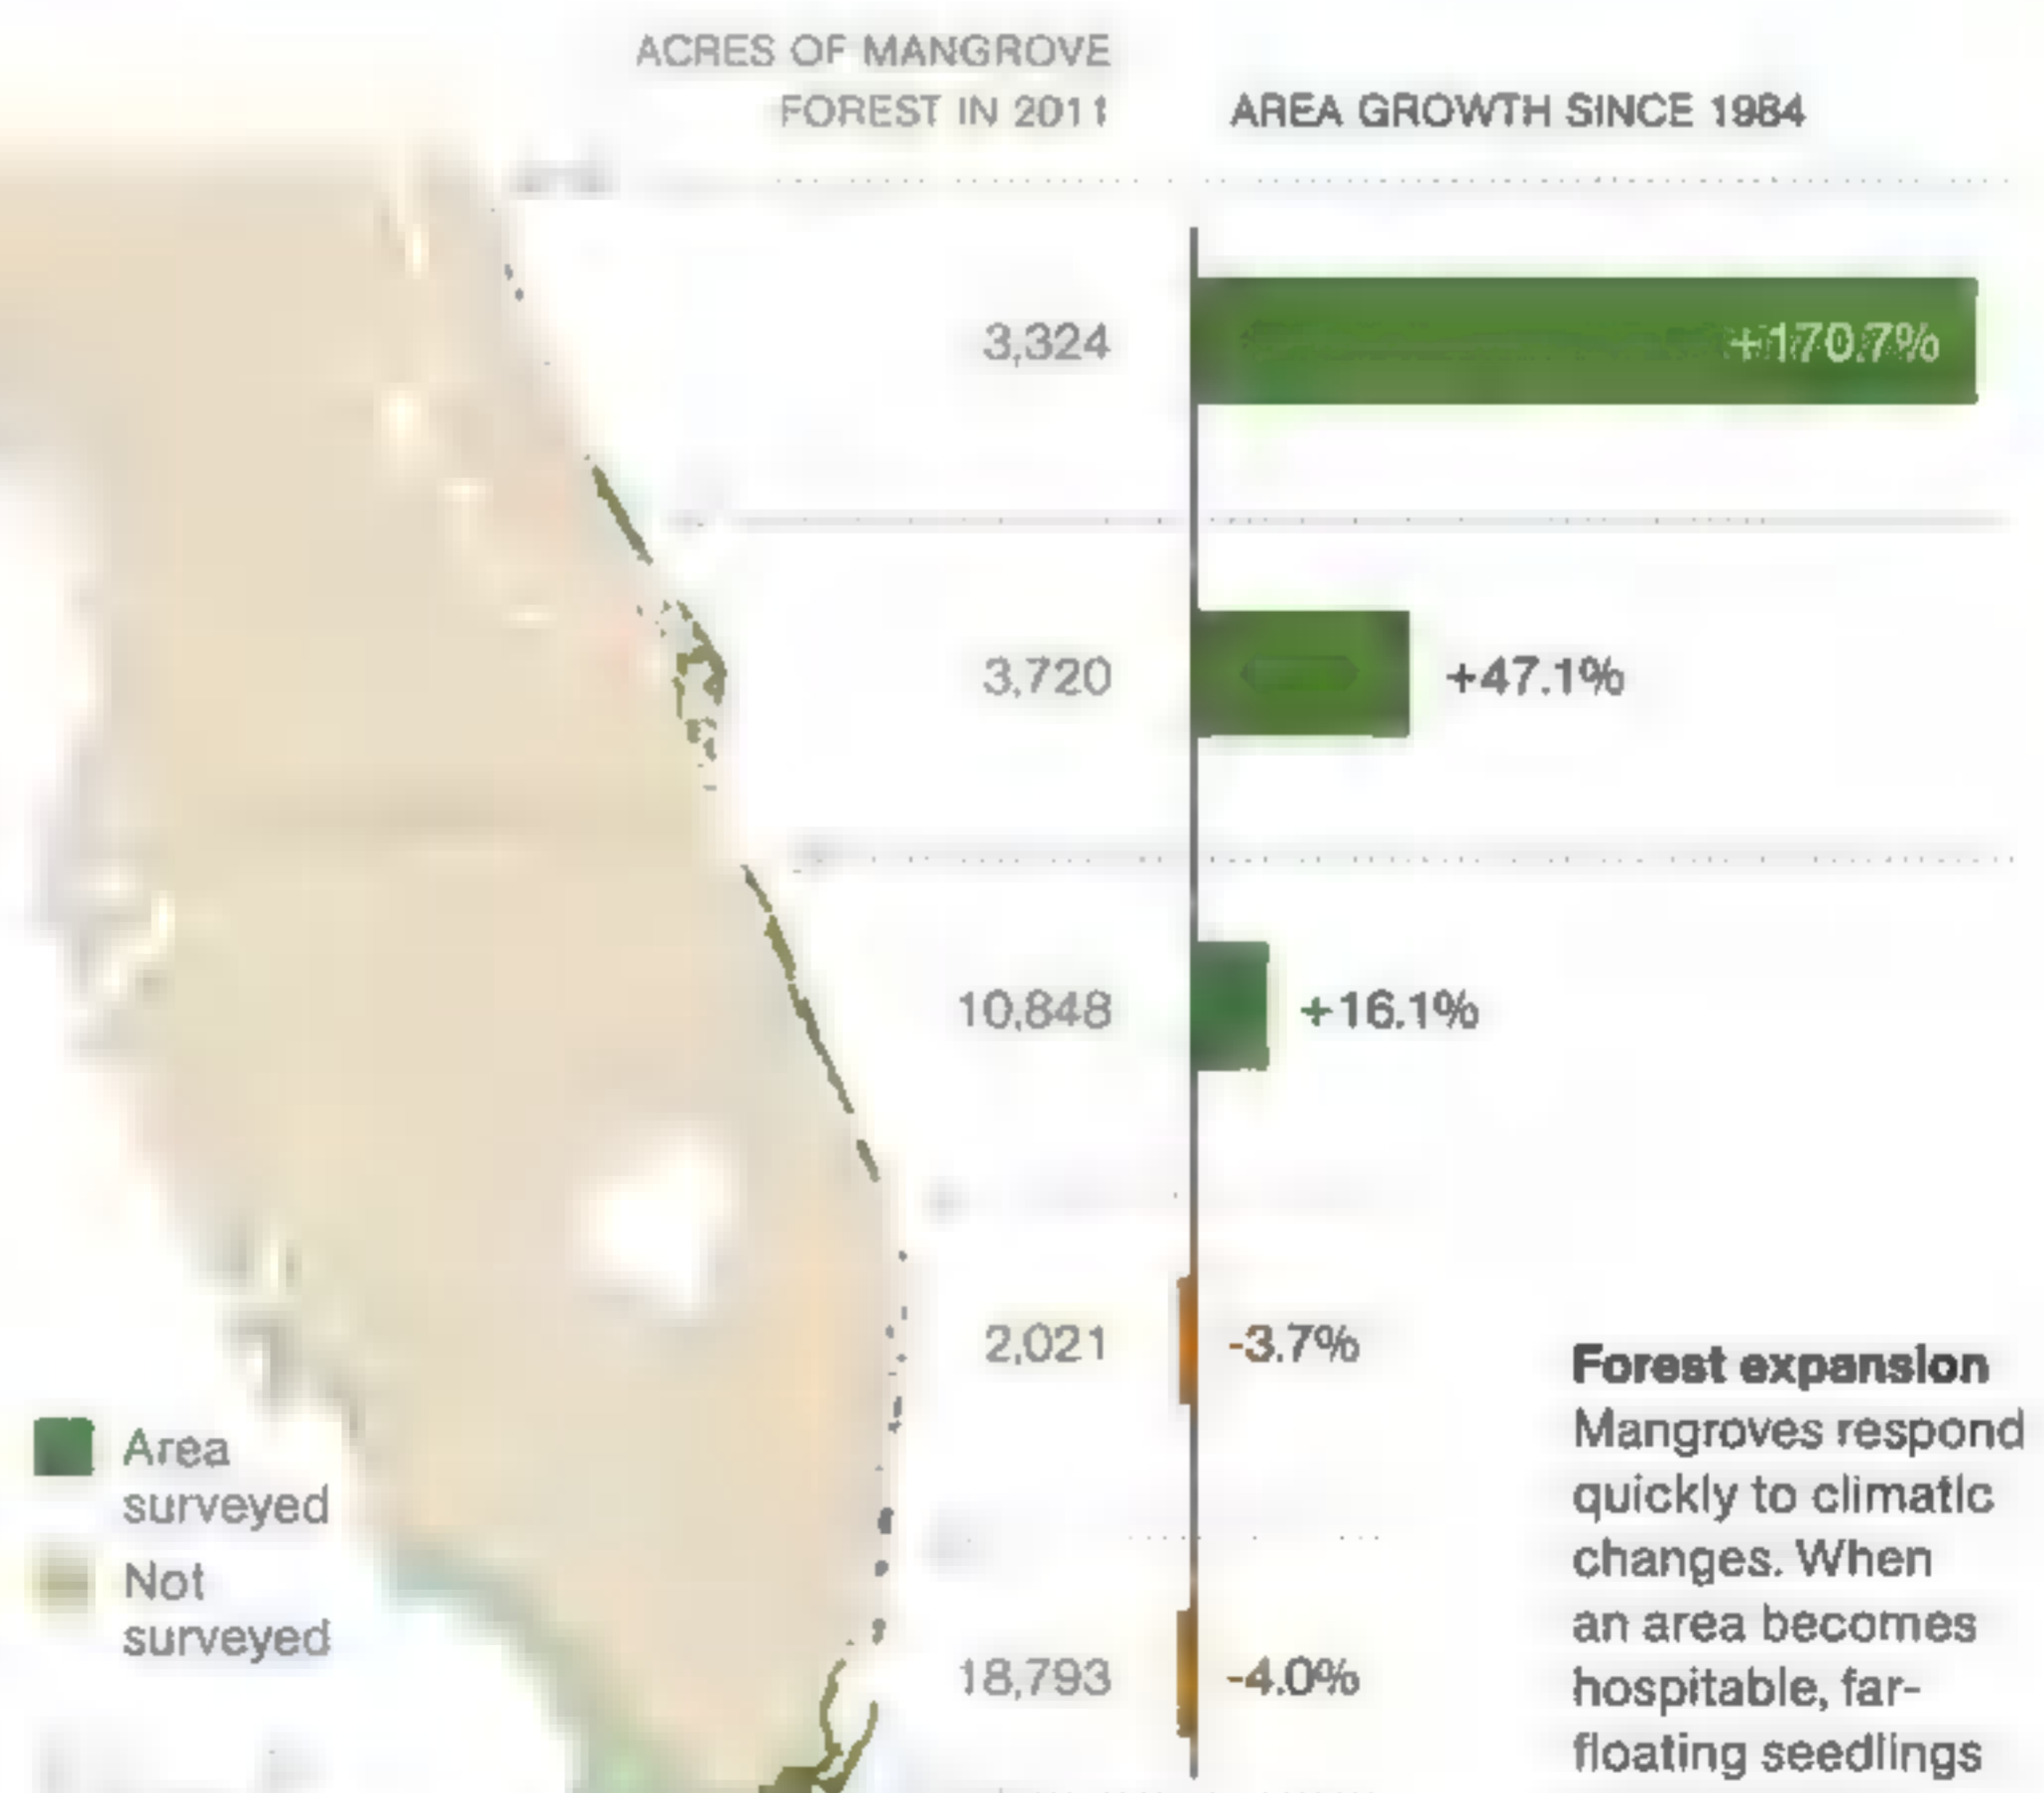 ACRES OF MANGROVE
FOREST IN 2011
AREA GROWTH SINCE 1984
3,324
+170.7%
3,720
+47.1%
10,848
+16.1%
2,021
-3.7%
18,793
-4.0%
Area
surveyed
Not
surveyed
Forest expansion
Mangroves respond
quickly to climatic
changes. When
an area becomes
hospitable, far-
floating seedlings